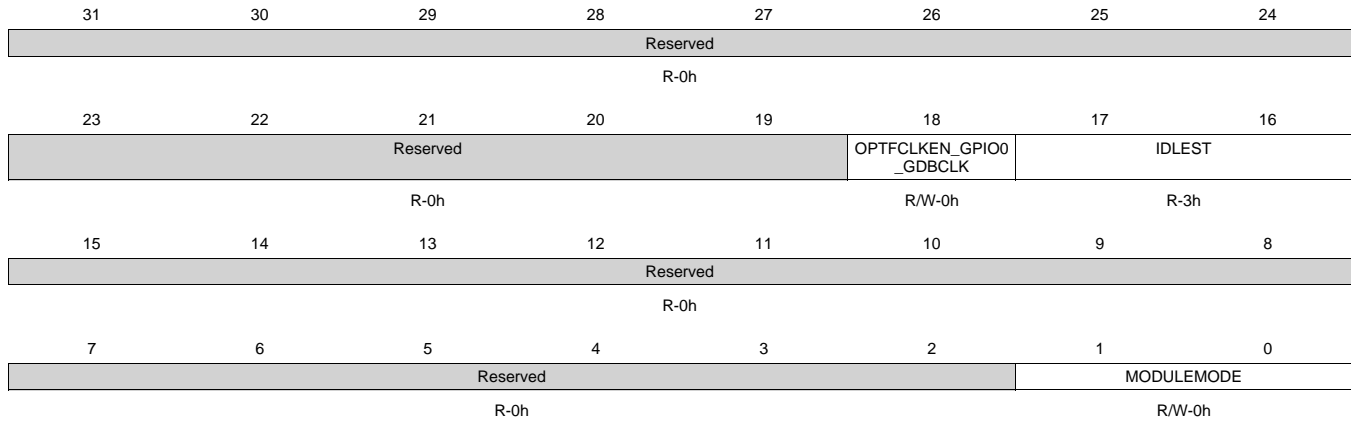 31 30 29 28 27 26 25 24
Reserved
R-0h
23 22 21 20 19 18 17 16
Reserved OPTFCLKEN_GPIO0 IDLEST
_GDBCLK
R-0h R/W-0h R-3h
15 14 13 12 11 10 9 8
Reserved
R-0h
7 6 5 4 3 2 1 0
Reserved MODULEMODE
R-0h R/W-0h